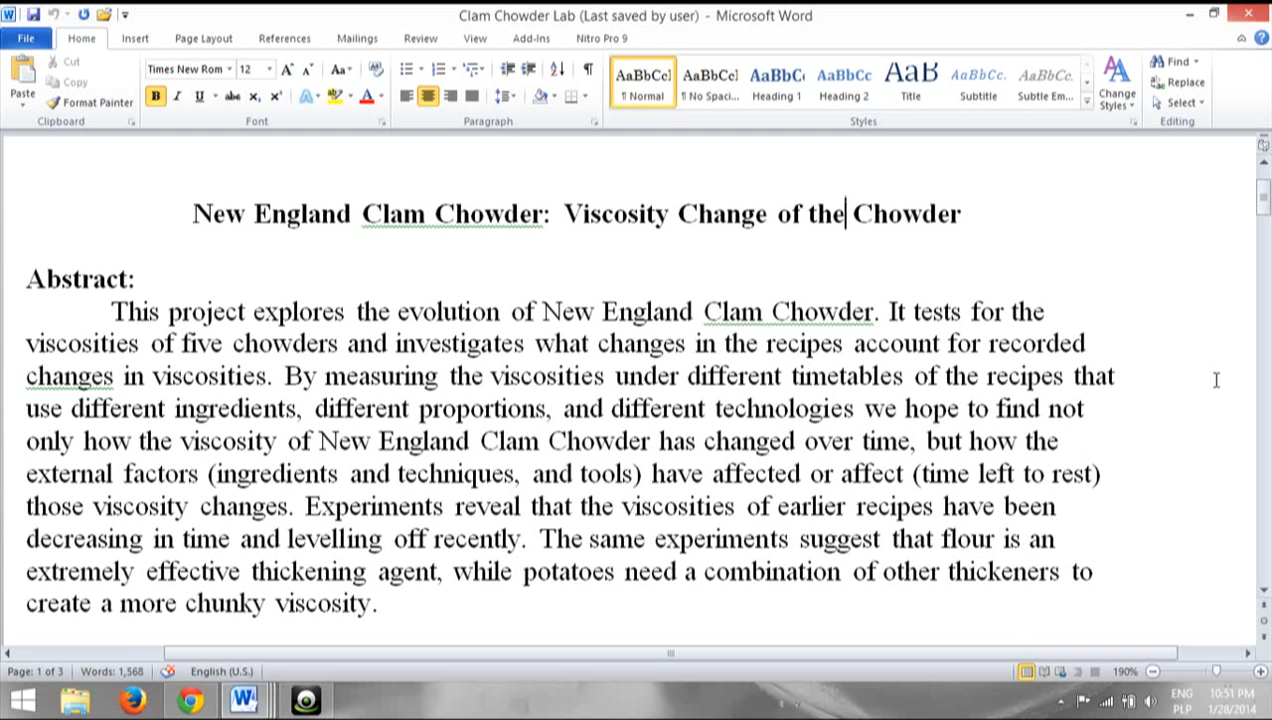 Clam Chowder Lab (Last saved by user) - Microsoft Word
File Home Insert Page Layout References Mailings Review View Add-Ins Nitro Pro 9
Paste Cut Copy Format Painter
Times New Rom 12
AaBbCcI AaBbCcI AaBbC AaBbCc AaB AaBbCc. AaBbCc.
¶ Normal ¶ No Spaci... Heading 1 Heading 2 Title Subtitle Subtle Em...
Change Styles
Find
Replace
Select
Clipboard Font Paragraph Styles Editing
New England Clam Chowder: Viscosity Change of the Chowder
Abstract:
This project explores the evolution of New England Clam Chowder. It tests for the
viscosities of five chowders and investigates what changes in the recipes account for recorded
changes in viscosities. By measuring the viscosities under different timetables of the recipes that
use different ingredients, different proportions, and different technologies we hope to find not
only how the viscosity of New England Clam Chowder has changed over time, but how the
external factors (ingredients and techniques, and tools) have affected or affect (time left to rest)
those viscosity changes. Experiments reveal that the viscosities of earlier recipes have been
decreasing in time and levelling off recently. The same experiments suggest that flour is an
extremely effective thickening agent, while potatoes need a combination of other thickeners to
create a more chunky viscosity.
Page: 1 of 3 Words: 1,568 English (U.S.) 190%
ENG 10:51 PM
PLP 1/28/2014